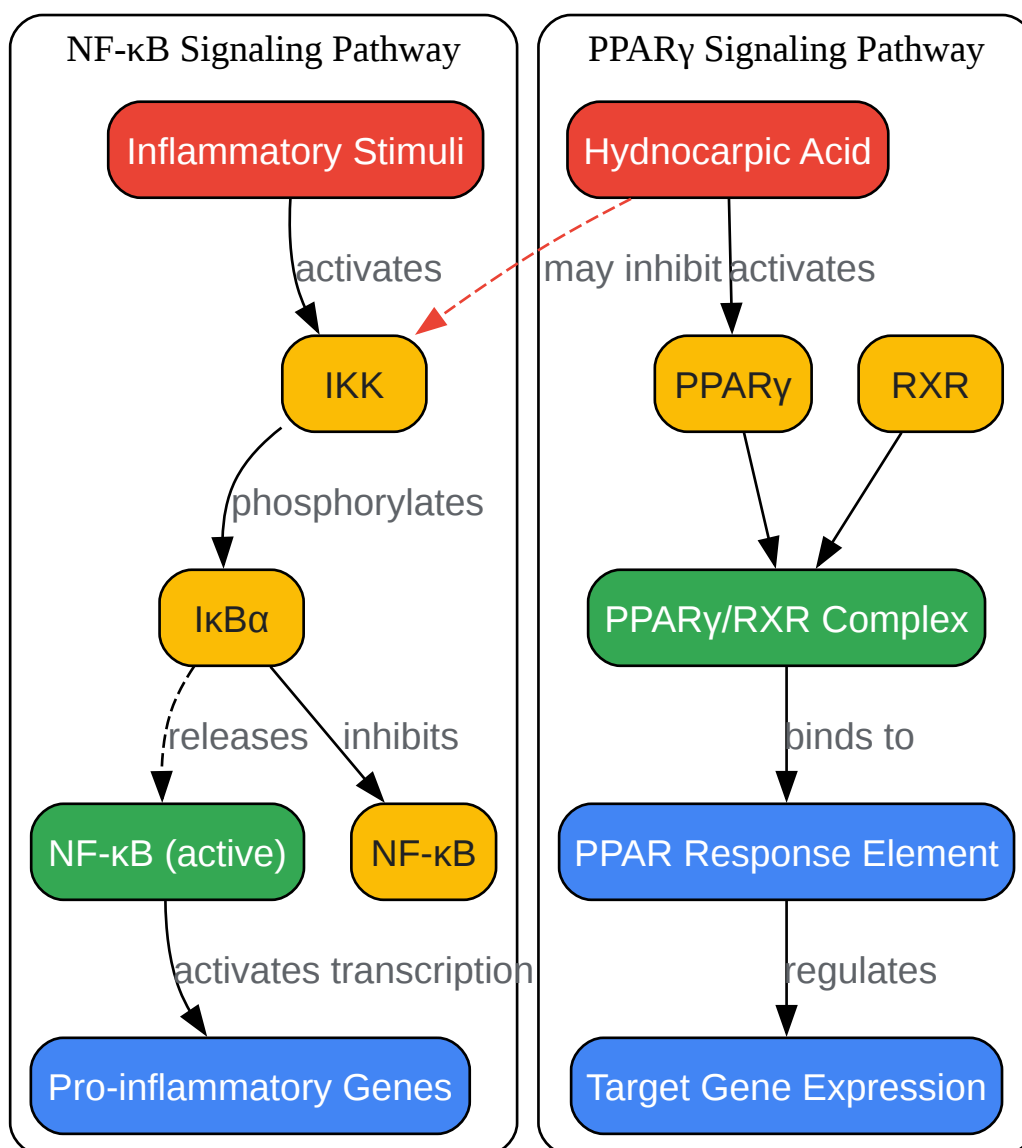 NF-κB Signaling Pathway
Inflammatory Stimuli
activates
IKK
phosphorylates
IκBα
releases
inhibits
NF-κB (active)
NF-κB
activates transcription
Pro-inflammatory Genes
PPARγ Signaling Pathway
Hydnocarpic Acid
may inhibit
activates
PPARγ
RXR
PPARγ/RXR Complex
binds to
PPAR Response Element
regulates
Target Gene Expression